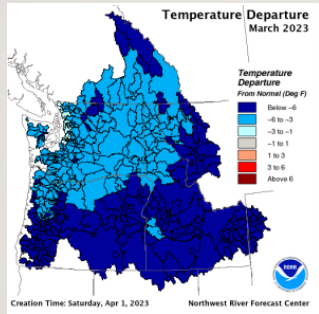 Temperature Departure
March 2023
Temperature
Departure
From Normal (Deg F)
Below -6
-6 to -3
-3 to -1
-1 to 1
1 to 3
3 to 6
Above 6
NOAA
Creation Time: Saturday, Apr 1, 2023
Northwest River Forecast Center